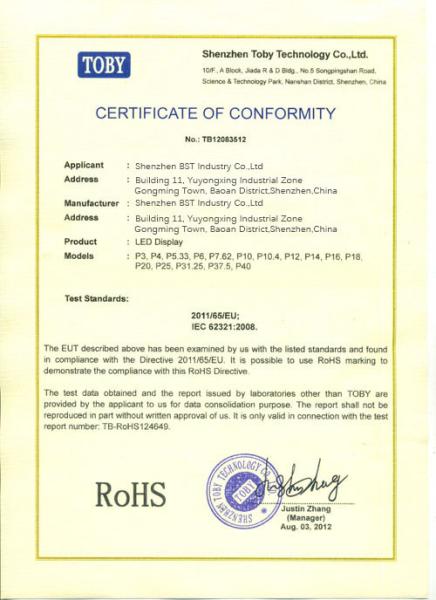 TOBY
Shenzhen Toby Technology Co.,Ltd.
10/F., A Block, Jiada R & D Bldg., No.5 Songpingshan Road,
Science & Technology Park, Nanshan District, Shenzhen, China
CERTIFICATE OF CONFORMITY
No.: TB12083512
Applicant : Shenzhen BST Industry Co.,Ltd
Address : Building 11, Yuyongxing Industrial Zone
Gongming Town, Baoan District,Shenzhen,China
Manufacturer : Shenzhen BST Industry Co.,Ltd
Address : Building 11, Yuyongxing Industrial Zone
Gongming Town, Baoan District,Shenzhen,China
Product : LED Display
Models : P3, P4, P5.33, P6, P7.62, P10, P10.4, P12, P14, P16, P18,
P20, P25, P31.25, P37.5, P40
Test Standards:
2011/65/EU;
IEC 62321:2008.
The EUT described above has been examined by us with the listed standards and found
in compliance with the Directive 2011/65/EU. It is possible to use RoHS marking to
demonstrate the compliance with this RoHS Directive.
The test data obtained and the report issued by laboratories other than TOBY are
provided by the applicant to us for data consolidation purpose. The report shall not be
reproduced in part without written approval of us. It is only valid in connection with the test
report number: TB-RoHS124649.
RoHS
SHENZHEN TOBY TECHNOLOGY CO
TOBY
Justin Zhang
(Manager)
Aug. 03, 2012